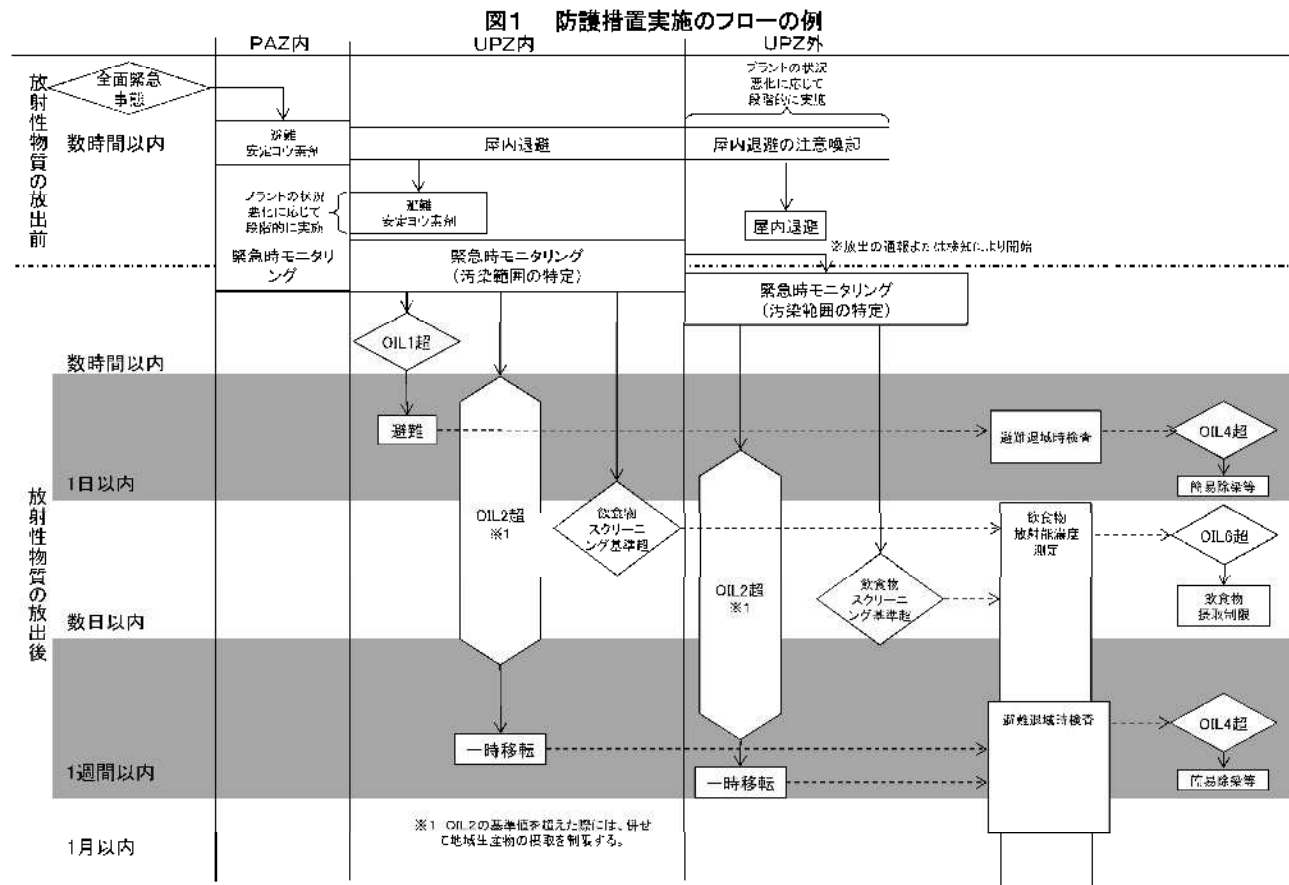 図1 防護措置実施のフローの例
PAZ内
UPZ内
UPZ外
放射性物質の放出前
全面緊急
事態
プラントの状況
悪化に応じて
段階的に実施
数時間以内
避難
安定ヨウ素剤
屋内退避
屋内退避の注意喚起
プラントの状況
悪化に応じて
段階的に実施
避難
安定ヨウ素剤
屋内退避
※放出の通報または検知により開始
緊急時モニタリ
ング
緊急時モニタリング
(汚染範囲の特定)
緊急時モニタリング
(汚染範囲の特定)
放射性物質の放出後
OIL1超
数時間以内
避難
避難退域時検査
OIL4超
1日以内
簡易除染等
OIL2超
※1
飲食物
スクリーニ
ング基準超
飲食物
放射能濃度
測定
OIL6超
OIL2超
※1
飲食物
スクリーニ
ング基準超
飲食物
摂取制限
数日以内
避難退域時検査
OIL4超
一時移転
1週間以内
一時移転
簡易除染等
※1 OIL2の基準値を超えた際には、併せ
て地域生産物の摂取を制限する。
1月以内